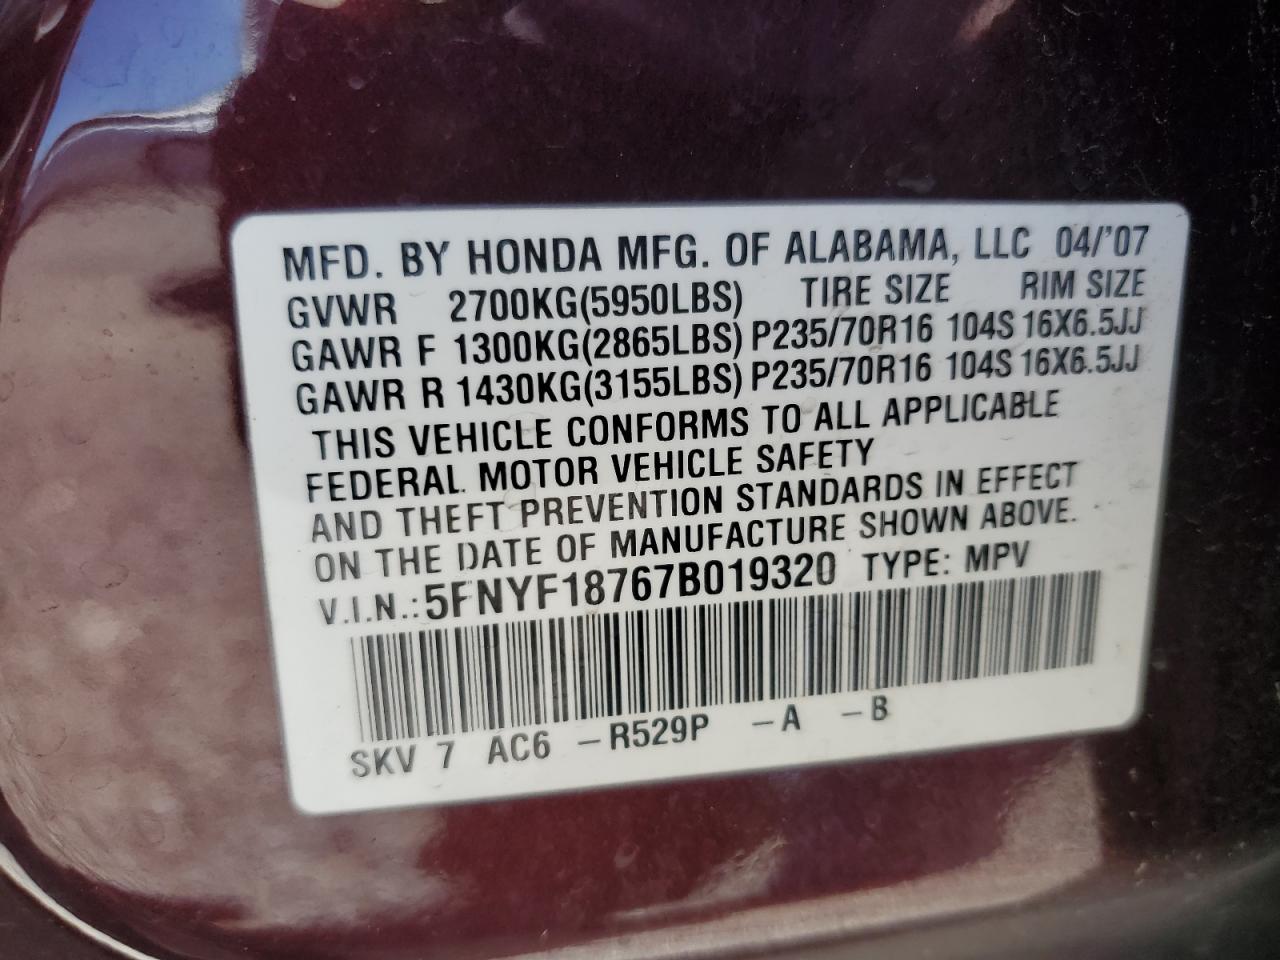 MFD. BY HONDA MFG. OF ALABAMA, LLC 04/'07
GVWR 2700KG(5950LBS) TIRE SIZE RIM SIZE
GAWR F 1300KG(2865LBS) P235/70R16 104S 16X6.5JJ
GAWR R 1430KG(3155LBS) P235/70R16 104S 16X6.5JJ
THIS VEHICLE CONFORMS TO ALL APPLICABLE
FEDERAL MOTOR VEHICLE SAFETY
AND THEFT PREVENTION STANDARDS IN EFFECT
ON THE DATE OF MANUFACTURE SHOWN ABOVE.
V.I.N.:5FNYF18767B019320 TYPE: MPV
SKV 7 AC6 –R529P –A –B